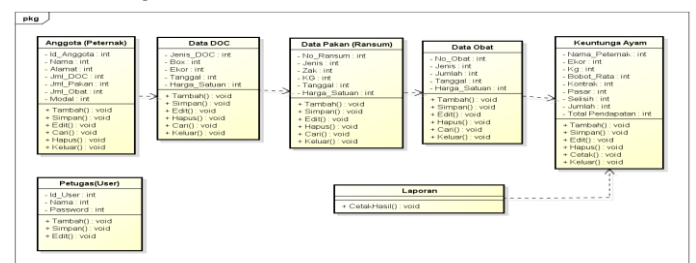 pkg
Anggota (Peternak)
- Id_Anggota : int
- Nama : int
- Alamat : int
- Jml_DOC : int
- Jml_Pakan : int
- Jml_Obat : int
- Modal : int
+ Tambah() : void
+ Simpan() : void
+ Edit() : void
+ Cari() : void
+ Hapus() : void
+ Keluar() : void
Data DOC
- Jenis_DOC : int
- Box : int
- Ekor : int
- Tanggal : int
- Harga_Satuan : int
+ Tambah() : void
+ Simpan() : void
+ Edit() : void
+ Hapus() : void
+ Cari() : void
+ Keluar() : void
Data Pakan (Ransum)
- No_Ransum : int
- Jenis : int
- Zak : int
- KG : int
- Tanggal : int
- Harga_Satuan : int
+ Tambah() : void
+ Simpan() : void
+ Edit() : void
+ Hapus() : void
+ Cari() : void
+ Keluar() : void
Data Obat
- No_Obat : int
- Jenis : int
- Jumlah : int
- Tanggal : int
- Harga_Satuan : int
+ Tambah() : void
+ Simpan() : void
+ Edit() : void
+ Hapus() : void
+ Cari() : void
+ Keluar() : void
Keuntunga Ayam
- Nama_Peternak : int
- Ekor : int
- Kg : int
- Bobot_Rata : int
- Kontrak : int
- Pasar : int
- Selisih : int
- Jumlah : int
- Total Pendapatan : int
+ Tambah() : void
+ Simpan() : void
+ Edit() : void
+ Hapus() : void
+ Cetak() : void
+ Keluar() : void
Petugas(User)
- Id_User : int
- Nama : int
- Password : int
+ Tambah() : void
+ Simpan() : void
+ Edit() : void
Laporan
+ CetakHasil() : void